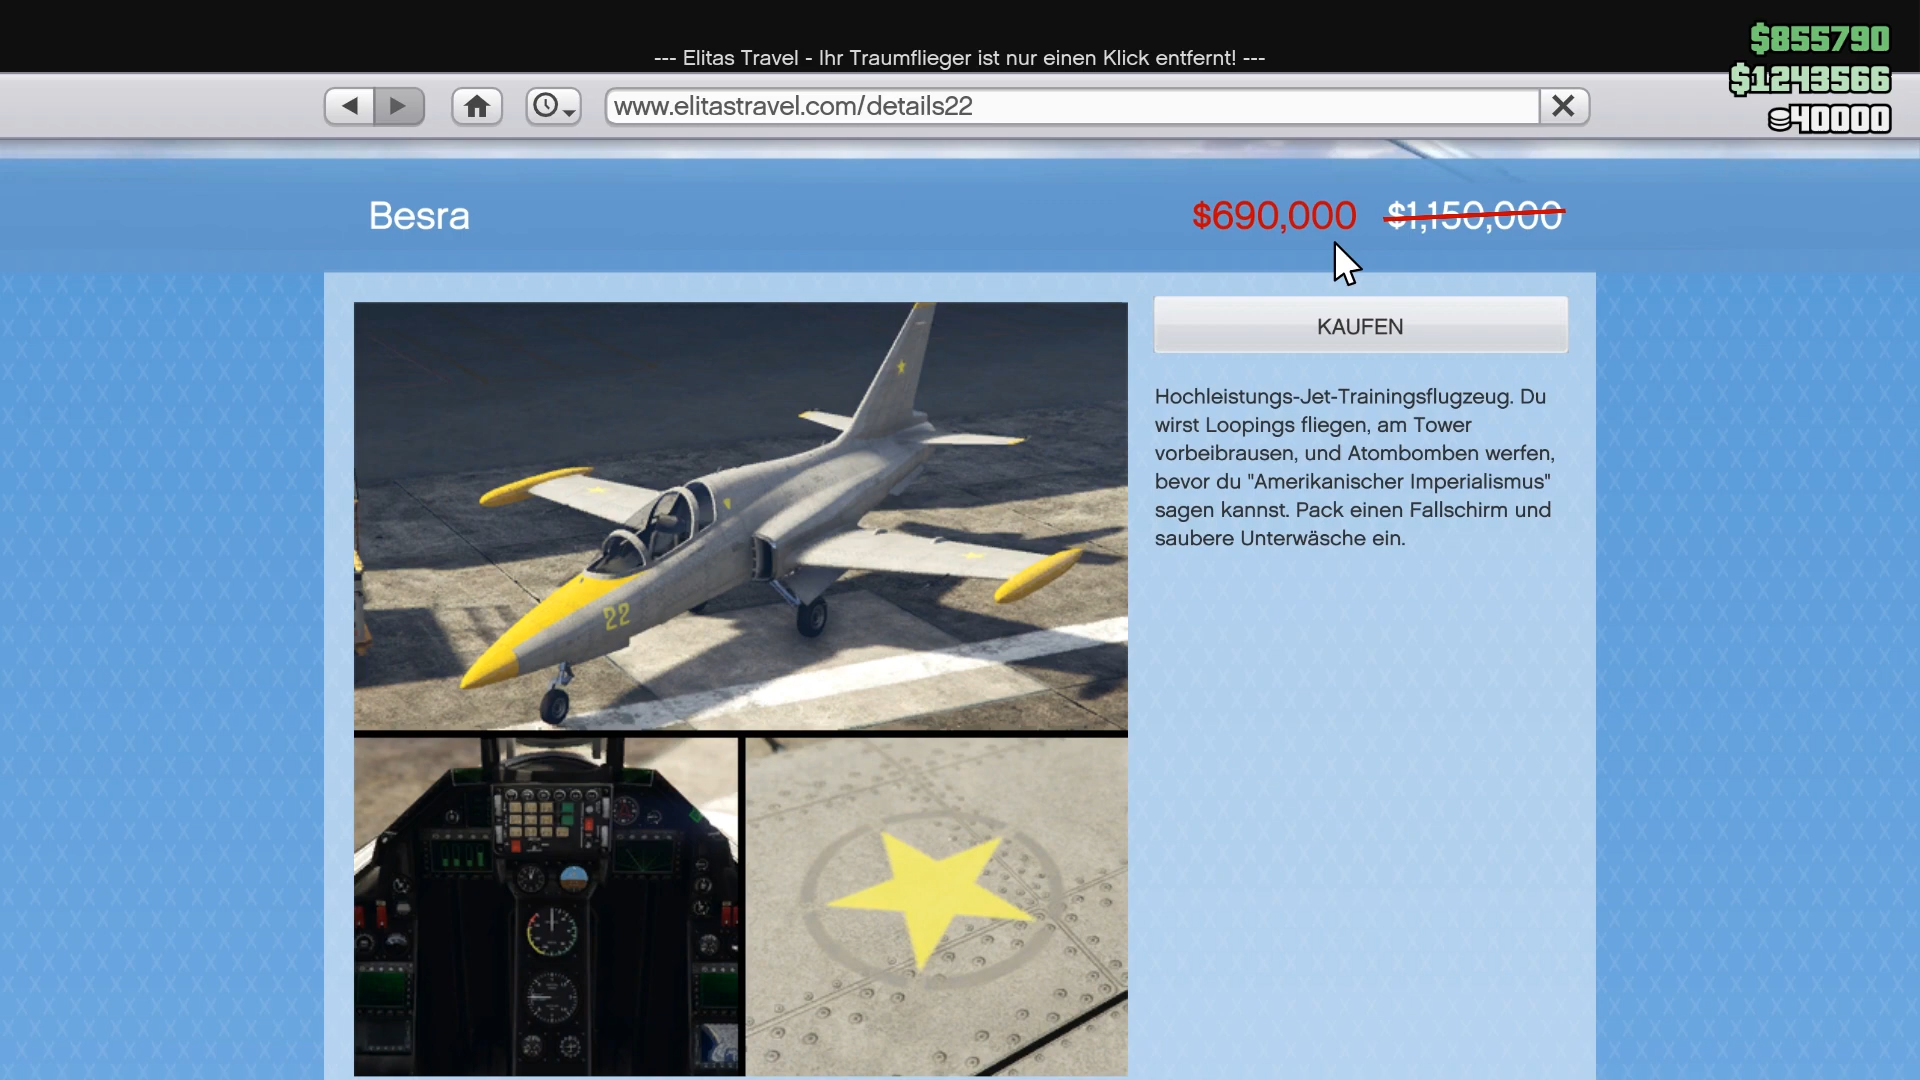 --- Elitas Travel - Ihr Traumflieger ist nur einen Klick entfernt! ---
$855790
$1243566
40000
www.elitastravel.com/details22
Besra
$690,000 $1,150,000
KAUFEN
Hochleistungs-Jet-Trainingsflugzeug. Du
wirst Loopings fliegen, am Tower
vorbeibrausen, und Atombomben werfen,
bevor du "Amerikanischer Imperialismus"
sagen kannst. Pack einen Fallschirm und
saubere Unterwäsche ein.
22